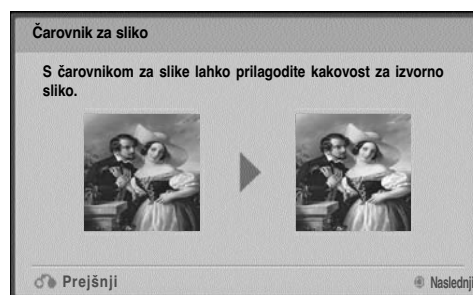 Čarovnik za sliko
S čarovnikom za slike lahko prilagodite kakovost za izvorno
sliko.
Prejšnji
Naslednji